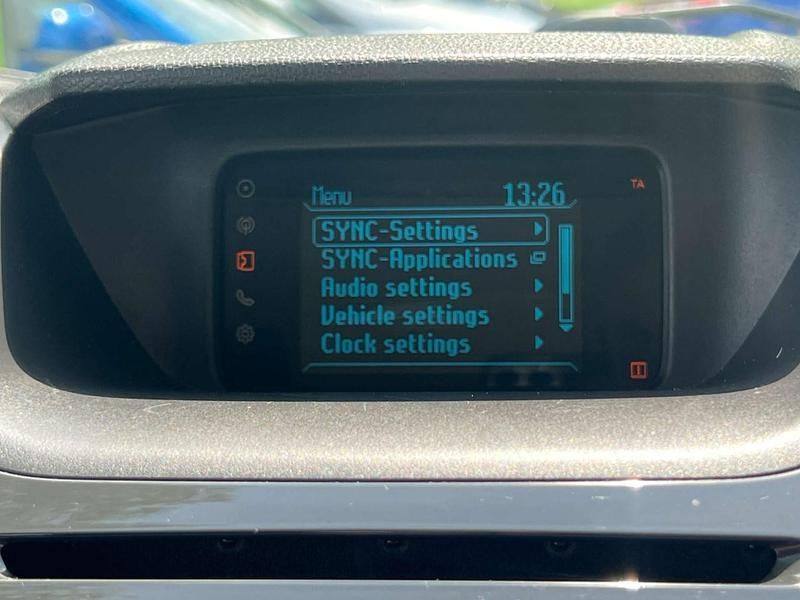 Menu 13:26 TA
SYNC-Settings
SYNC-Applications
Audio settings
Vehicle settings
Clock settings